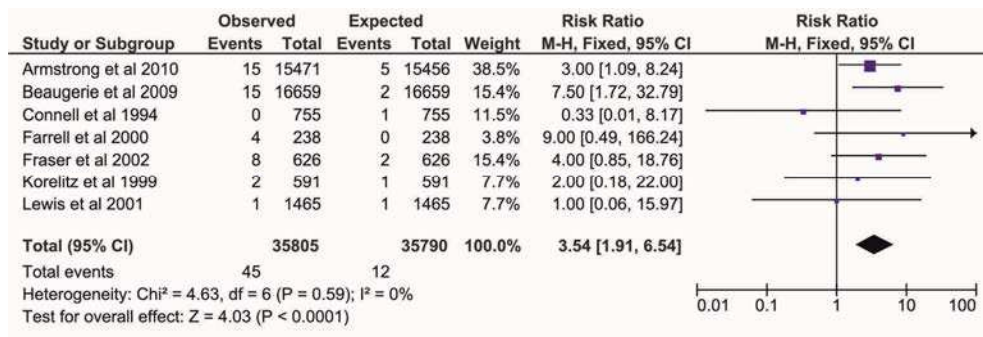 Observed Expected Risk Ratio Risk Ratio
Study or Subgroup Events Total Events Total Weight M-H, Fixed, 95% CI M-H, Fixed, 95% CI
Armstrong et al 2010 15 15471 5 15456 38.5% 3.00 [1.09, 8.24]
Beaugerie et al 2009 15 16659 2 16659 15.4% 7.50 [1.72, 32.79]
Connell et al 1994 0 755 1 755 11.5% 0.33 [0.01, 8.17]
Farrell et al 2000 4 238 0 238 3.8% 9.00 [0.49, 166.24]
Fraser et al 2002 8 626 2 626 15.4% 4.00 [0.85, 18.76]
Korelitz et al 1999 2 591 1 591 7.7% 2.00 [0.18, 22.00]
Lewis et al 2001 1 1465 1 1465 7.7% 1.00 [0.06, 15.97]
Total (95% CI) 35805 35790 100.0% 3.54 [1.91, 6.54]
Total events 45 12
Heterogeneity: Chi² = 4.63, df = 6 (P = 0.59); I² = 0%
Test for overall effect: Z = 4.03 (P < 0.0001)
0.01 0.1 1 10 100